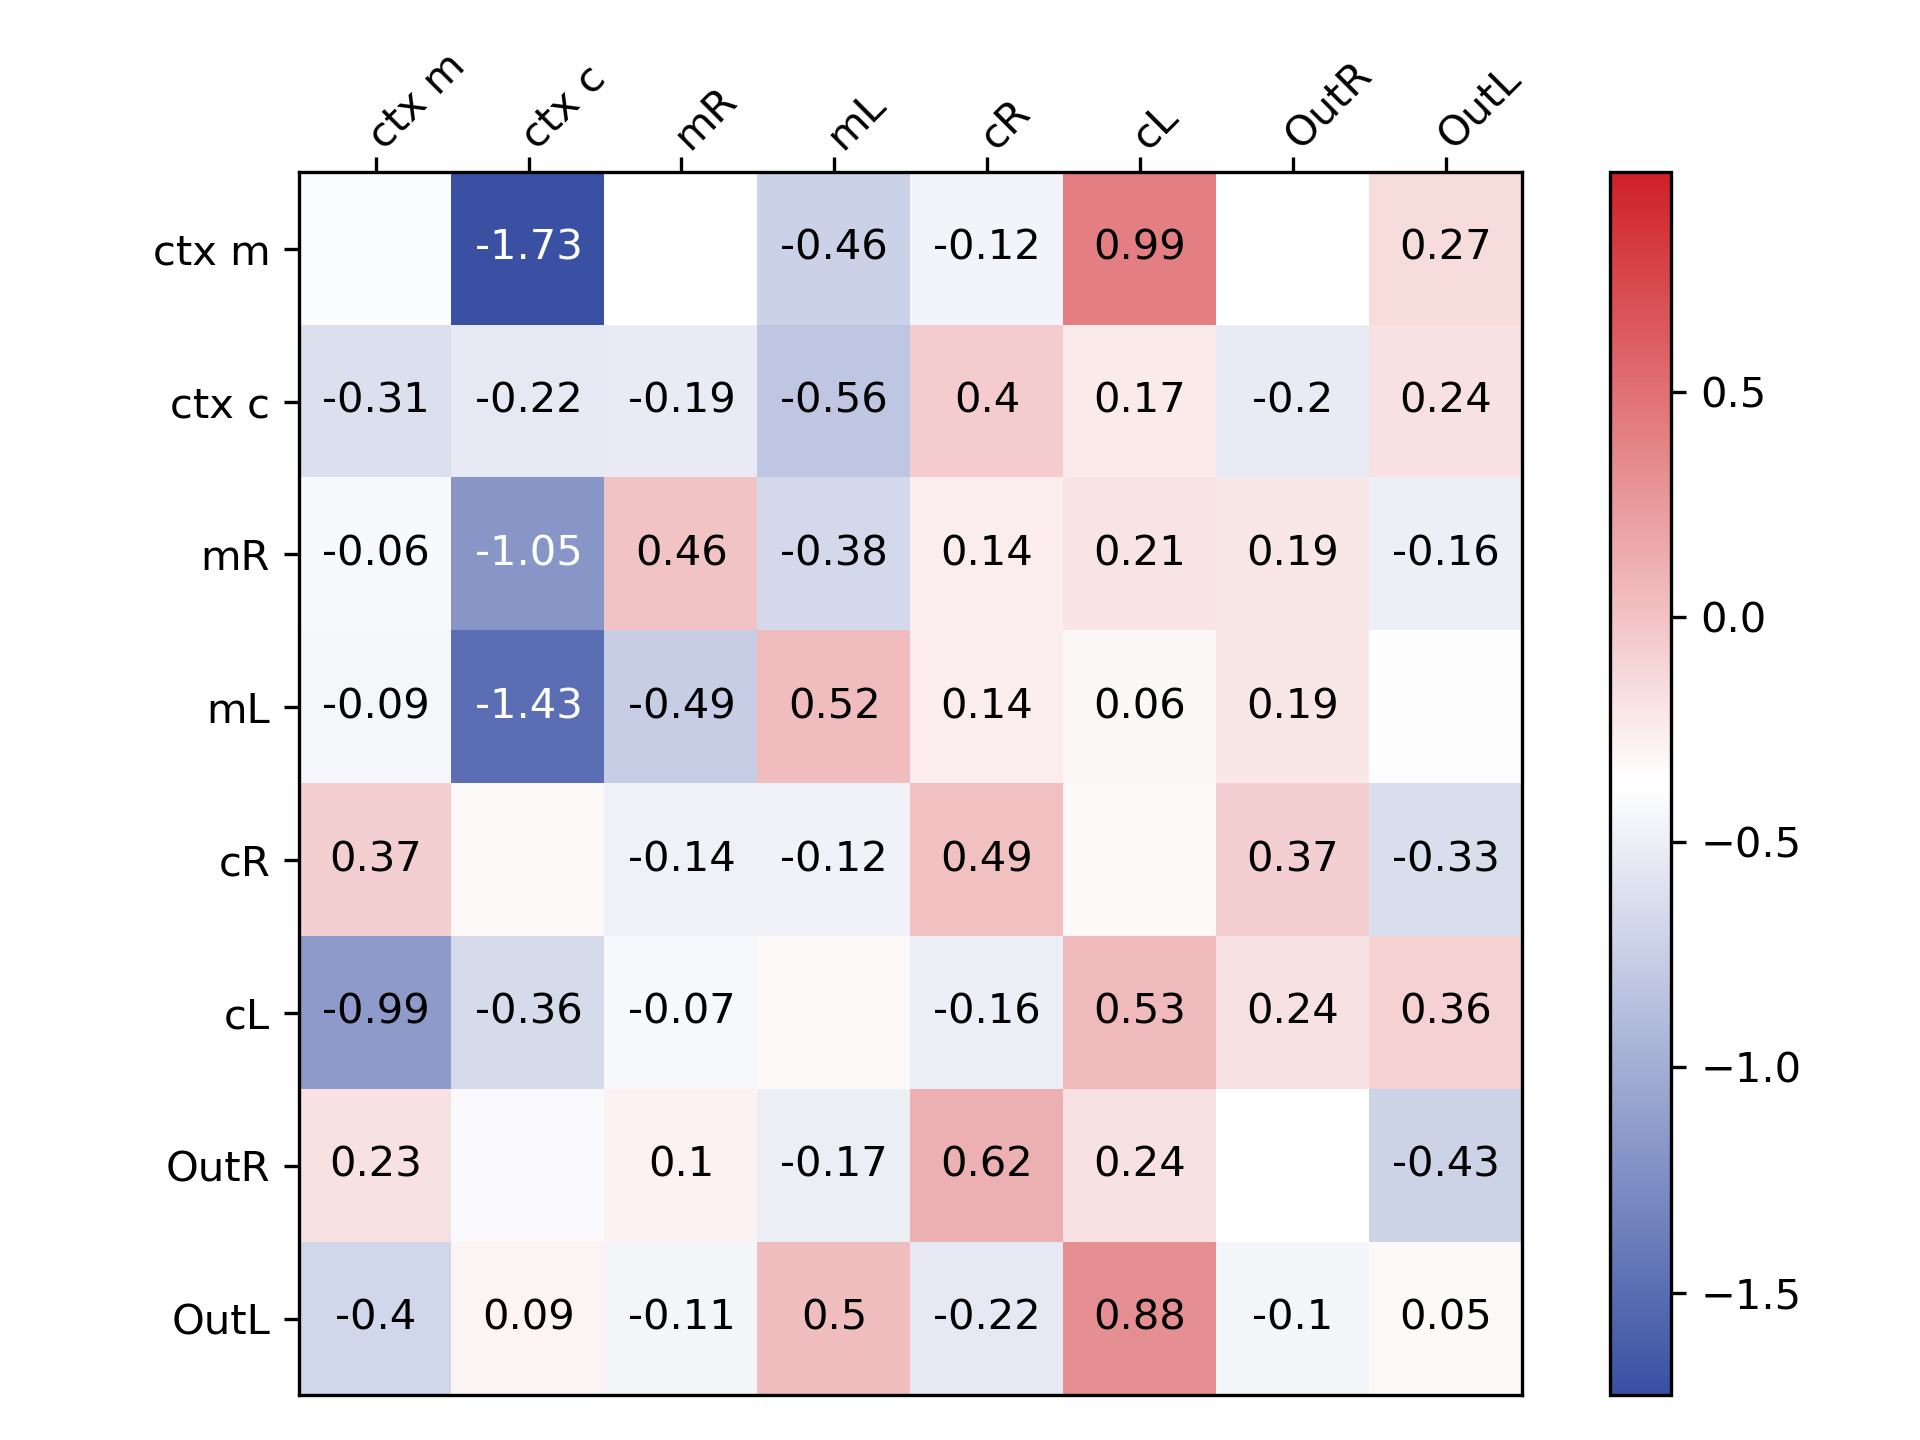 ctx m ctx c mR mL cR cL OutR OutL
ctx m -1.73 -0.46 -0.12 0.99 0.27
ctx c -0.31 -0.22 -0.19 -0.56 0.4 0.17 -0.2 0.24
mR -0.06 -1.05 0.46 -0.38 0.14 0.21 0.19 -0.16
mL -0.09 -1.43 -0.49 0.52 0.14 0.06 0.19
cR 0.37 -0.14 -0.12 0.49 0.37 -0.33
cL -0.99 -0.36 -0.07 -0.16 0.53 0.24 0.36
OutR 0.23 0.1 -0.17 0.62 0.24 -0.43
OutL -0.4 0.09 -0.11 0.5 -0.22 0.88 -0.1 0.05
0.5
0.0
−0.5
−1.0
−1.5